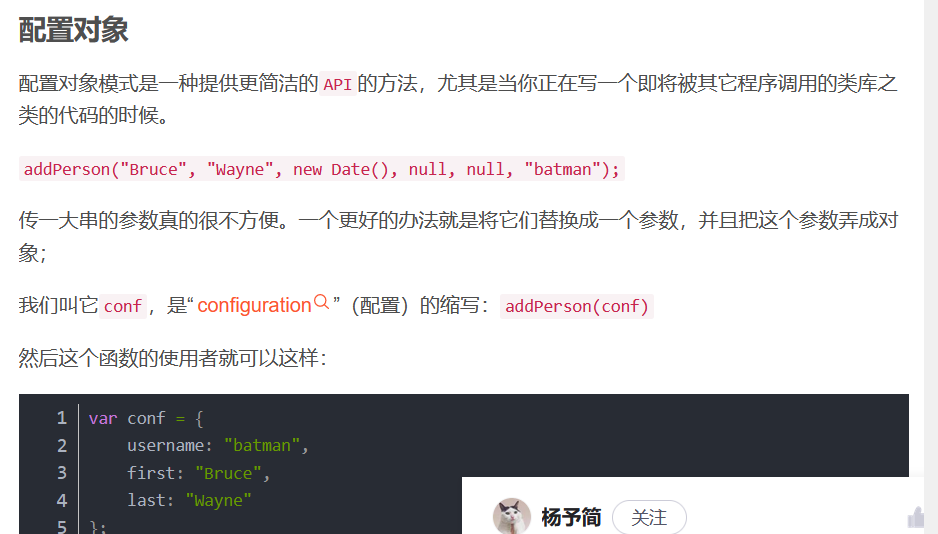 配置对象
配置对象模式是一种提供更简洁的 API 的方法，尤其是当你正在写一个即将被其它程序调用的类库之
类的代码的时候。
addPerson("Bruce", "Wayne", new Date(), null, null, "batman");
传一大串的参数真的很不方便。一个更好的办法就是将它们替换成一个参数，并且把这个参数弄成对
象；
我们叫它conf，是“configuration”（配置）的缩写：addPerson(conf)
然后这个函数的使用者就可以这样：
1 var conf = {
2     username: "batman",
3     first: "Bruce",
4     last: "Wayne"
5 };
杨予简 关注